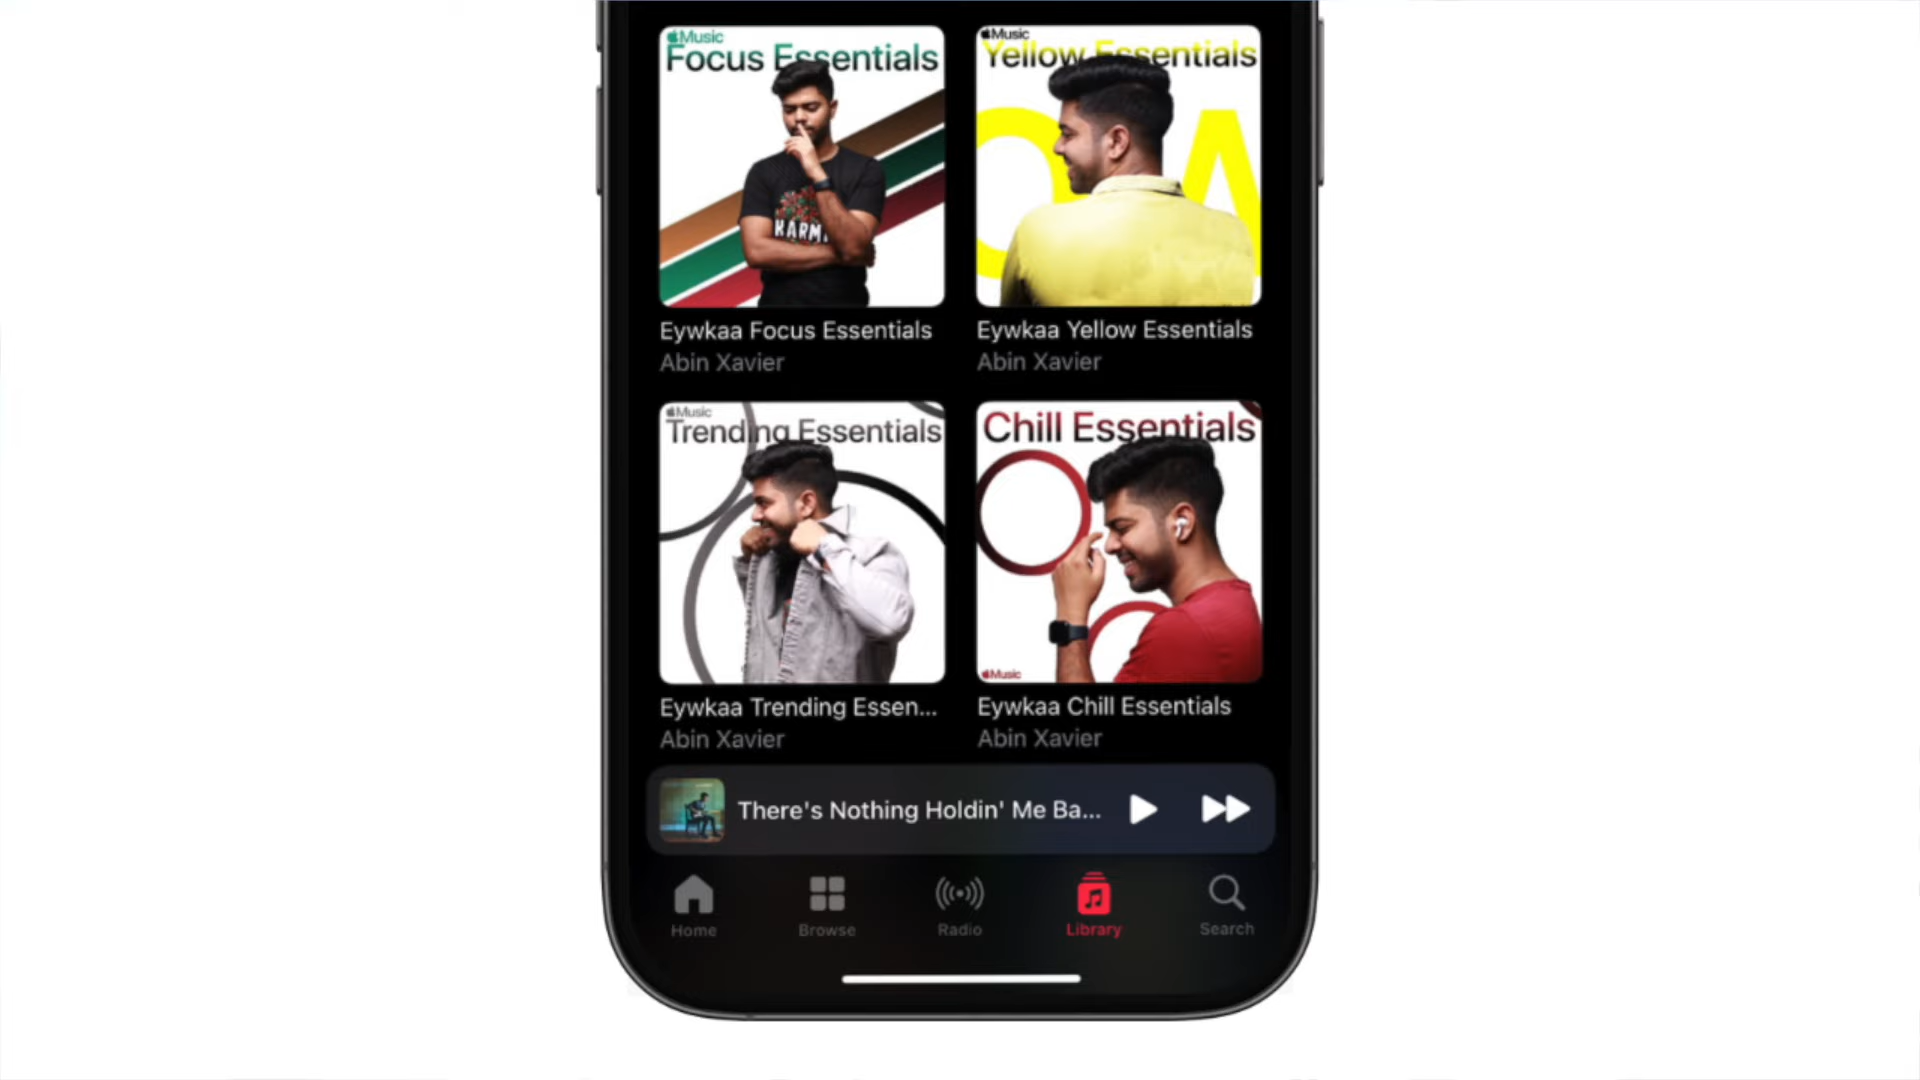 Music
Focus Essentials
KARMA
Eywkaa Focus Essentials
Abin Xavier
Music
Yellow Essentials
OW
Eywkaa Yellow Essentials
Abin Xavier
Music
Trending Essentials
Eywkaa Trending Essen...
Abin Xavier
Chill Essentials
Music
Eywkaa Chill Essentials
Abin Xavier
There's Nothing Holdin' Me Ba...
Home
Browse
Radio
Library
Search